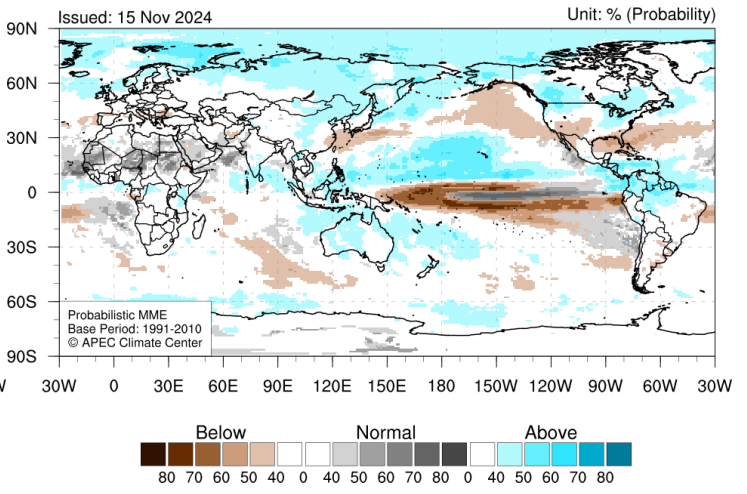 Issued: 15 Nov 2024
Unit: % (Probability)
90N
60N
30N
0
30S
60S
90S
Probabilistic MME
Base Period: 1991-2010
© APEC Climate Center
W 30W 0 30E 60E 90E 120E 150E 180 150W 120W 90W 60W 30W
Below Normal Above
80 70 60 50 40 0 40 50 60 70 80 0 40 50 60 70 80